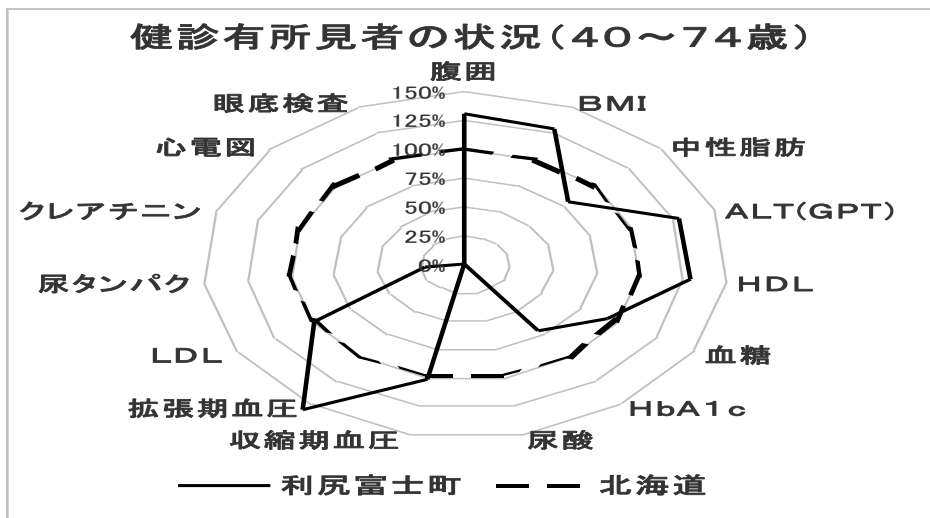 健診有所見者の状況(40～74歳)
腹囲
150%
BMI
眼底検査
125%
心電図
100%
中性脂肪
75%
クレアチニン
50%
ALT(GPT)
25%
尿タンパク
0%
HDL
LDL
血糖
拡張期血圧
HbA1c
収縮期血圧
尿酸
利尻富士町
北海道